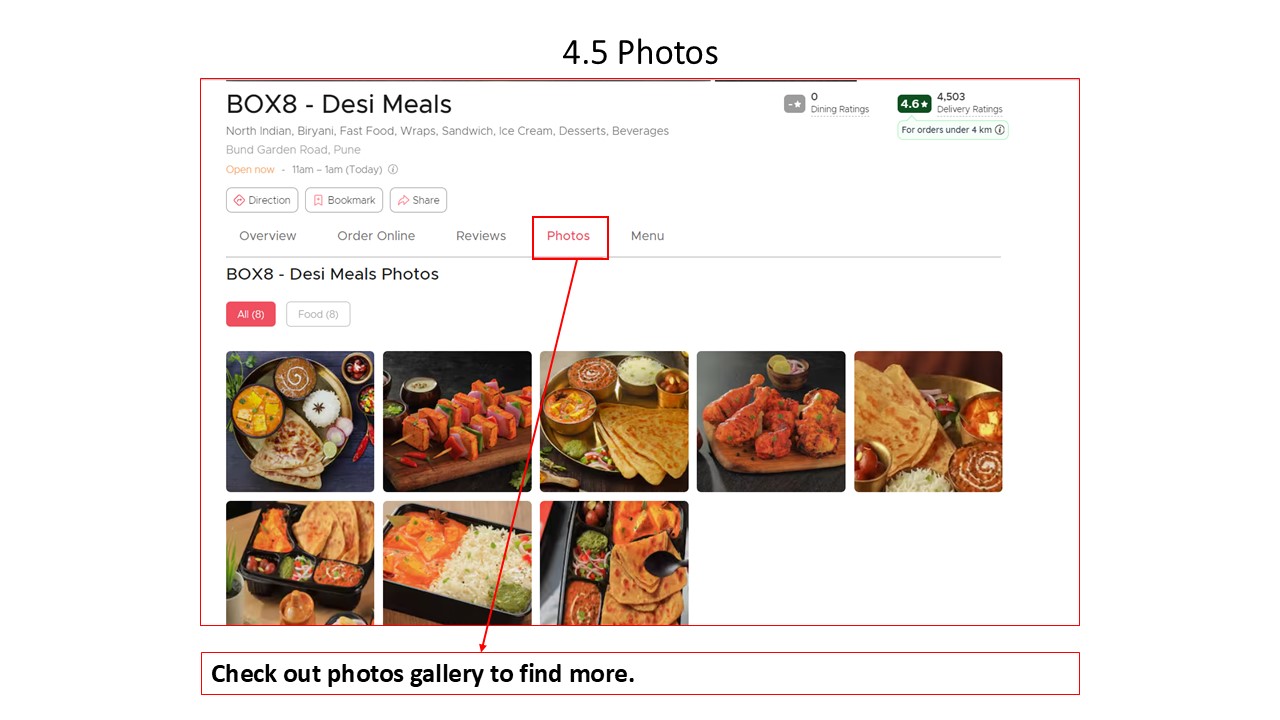 4.5 Photos
BOX8 - Desi Meals
- 0 Dining Ratings
4.6 4,503 Delivery Ratings
For orders under 4 km
North Indian, Biryani, Fast Food, Wraps, Sandwich, Ice Cream, Desserts, Beverages
Bund Garden Road, Pune
Open now - 11am – 1am (Today)
Direction Bookmark Share
Overview Order Online Reviews Photos Menu
BOX8 - Desi Meals Photos
All (8) Food (8)
Check out photos gallery to find more.